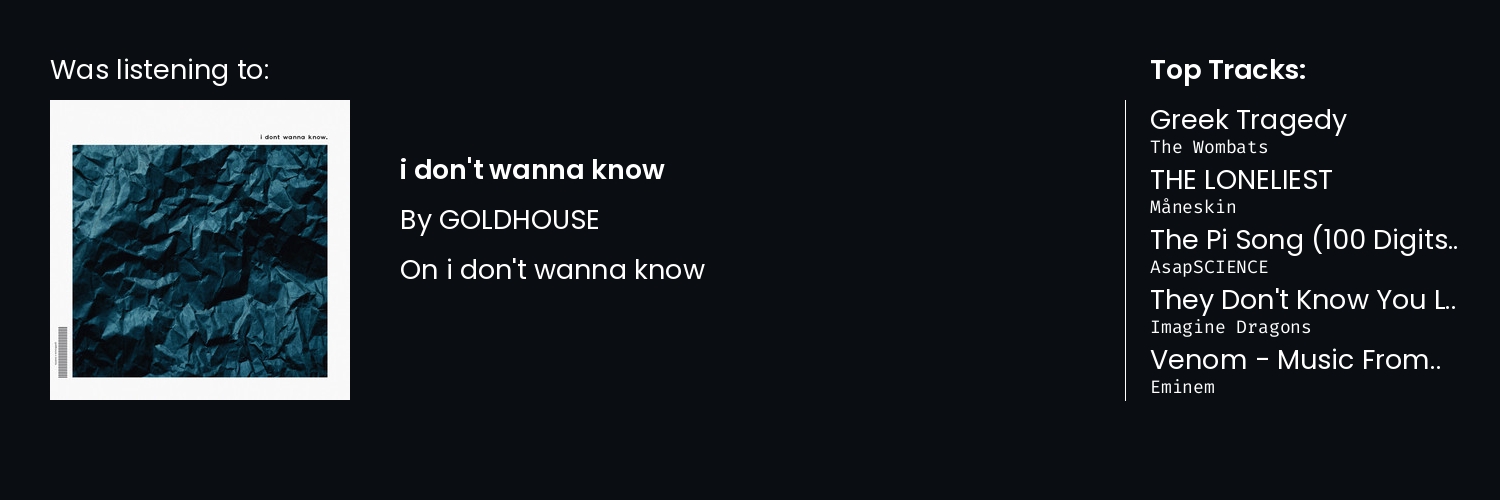 Was listening to:
i dont wanna know.
i don't wanna know
By GOLDHOUSE
On i don't wanna know
Top Tracks:
Greek Tragedy
The Wombats
THE LONELIEST
Måneskin
The Pi Song (100 Digits..
AsapSCIENCE
They Don't Know You L..
Imagine Dragons
Venom - Music From..
Eminem